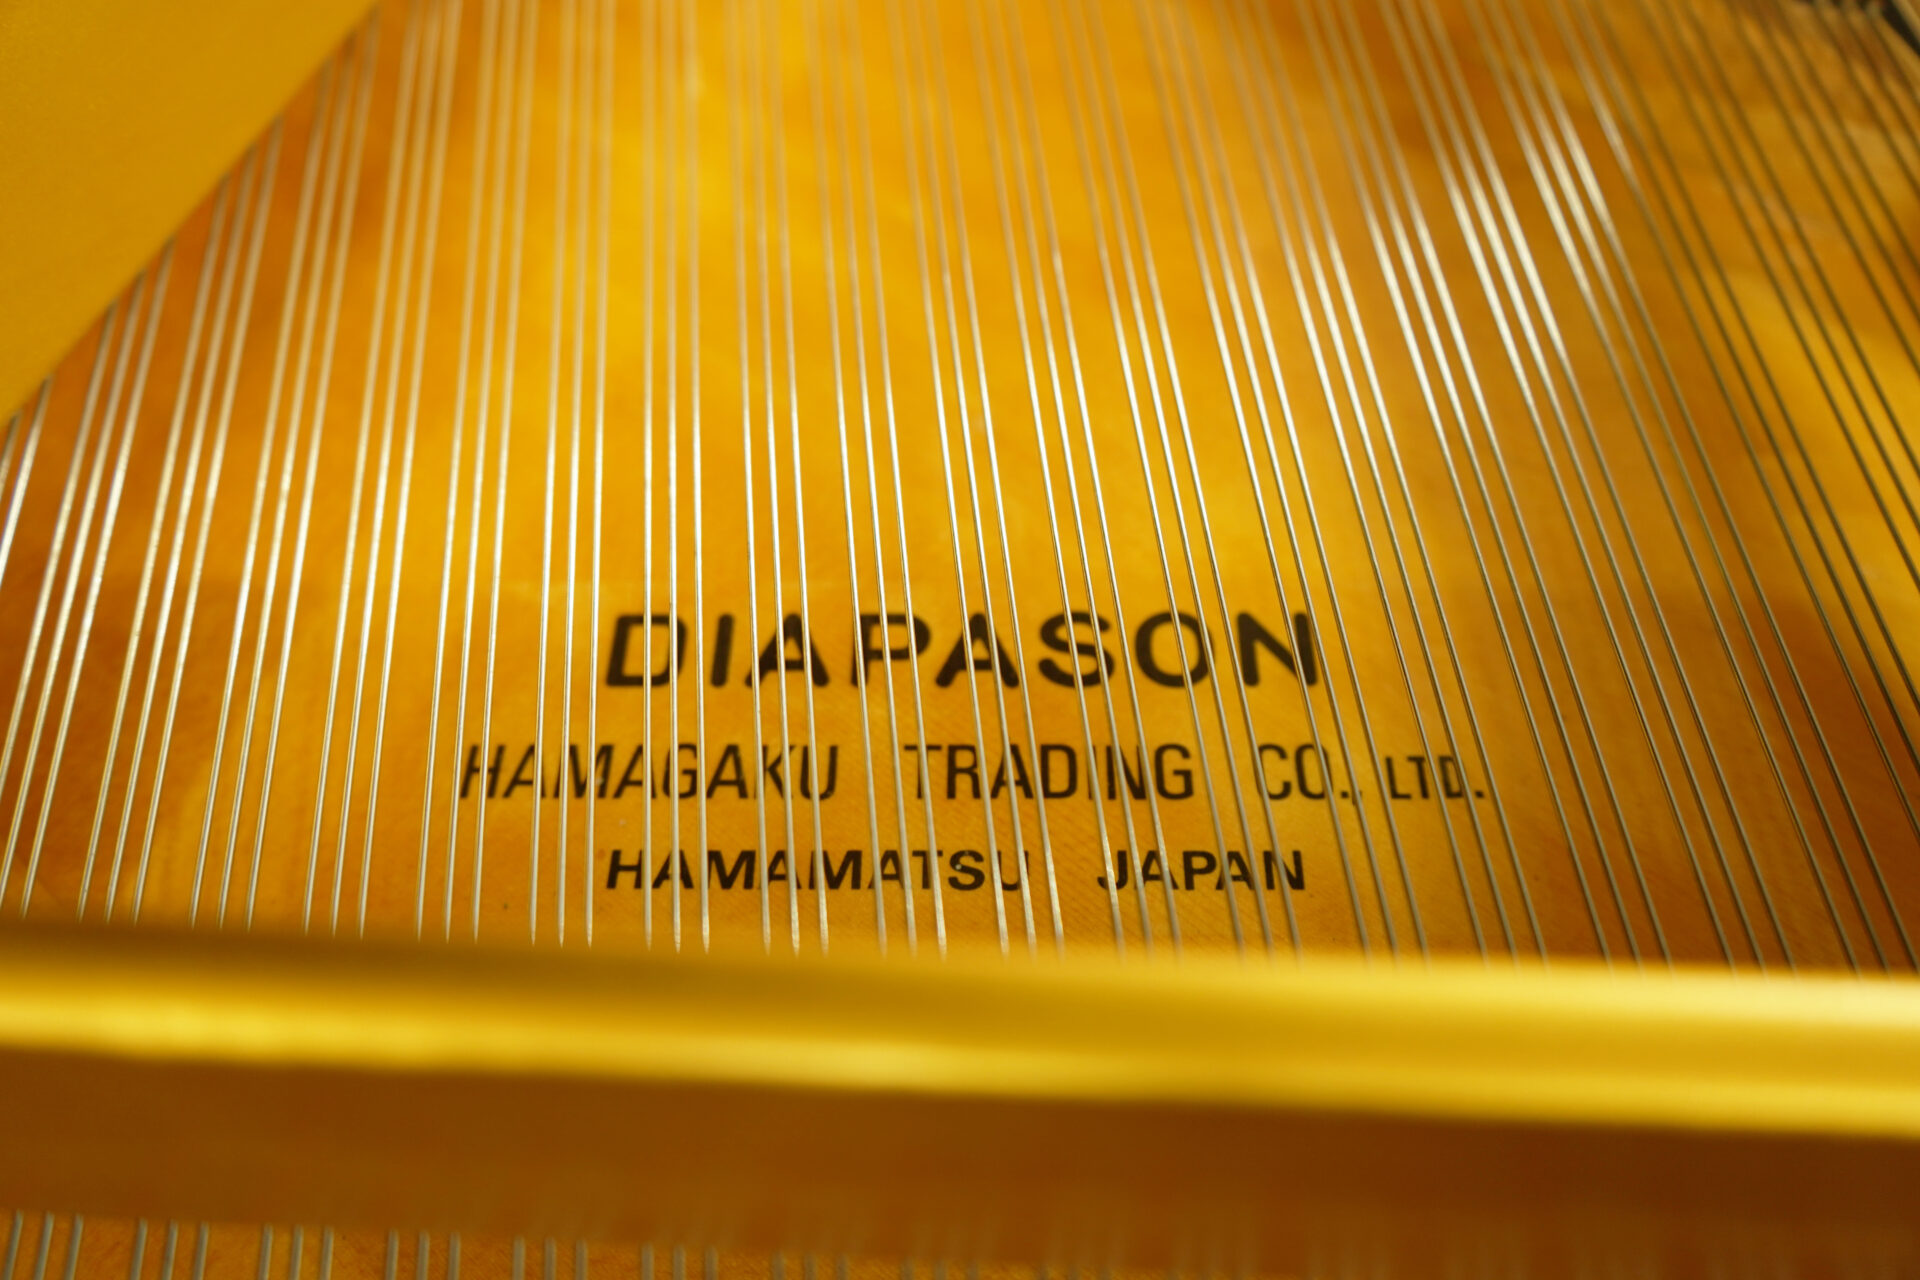 DIAPASON
HAMAGAKU TRADING CO., LTD.
HAMAMATSU JAPAN